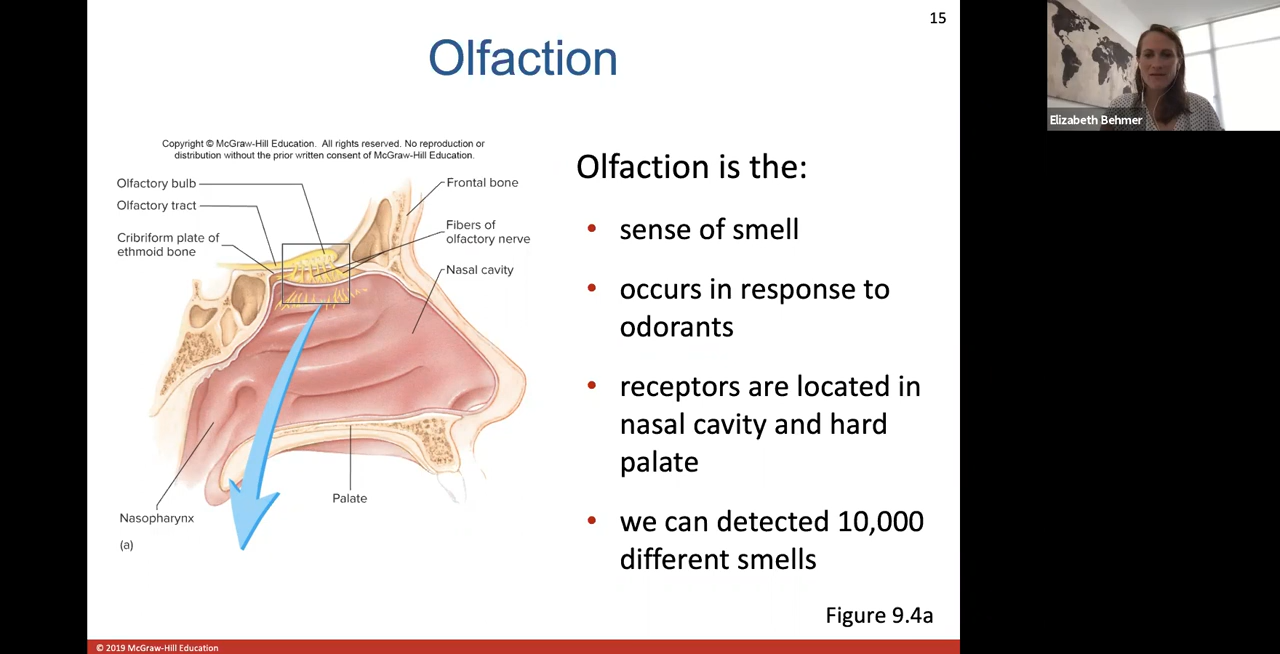 15
Olfaction
Elizabeth Behmer
Copyright © McGraw-Hill Education. All rights reserved. No reproduction or
distribution without the prior written consent of McGraw-Hill Education.
Olfactory bulb
Olfactory tract
Cribriform plate of
ethmoid bone
Frontal bone
Fibers of
olfactory nerve
Nasal cavity
Palate
Nasopharynx
(a)
Olfaction is the:
• sense of smell
• occurs in response to
odorants
• receptors are located in
nasal cavity and hard
palate
• we can detected 10,000
different smells
Figure 9.4a
© 2019 McGraw-Hill Education